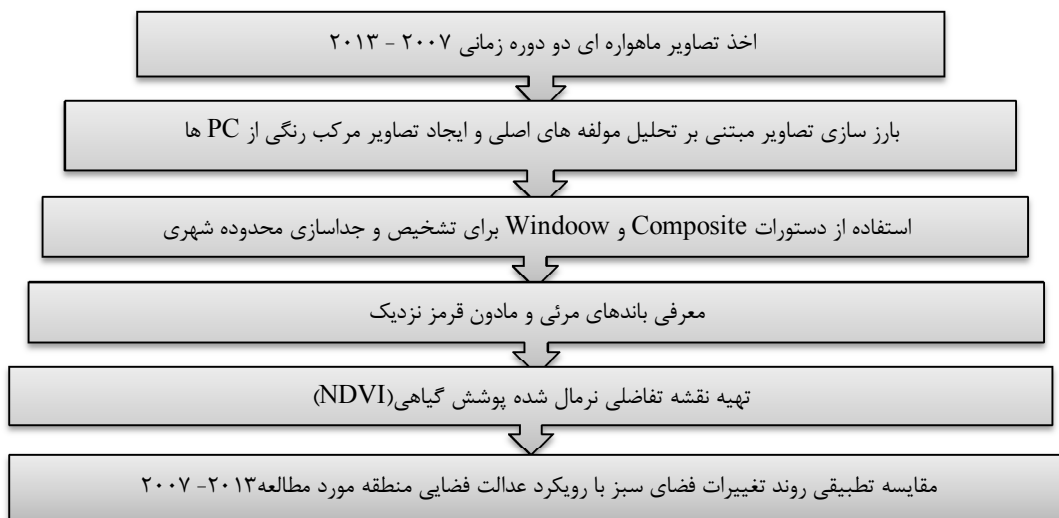 اخذ تصاویر ماهواره ای دو دوره زمانی ۲۰۰۷ - ۲۰۱۳
بارز سازی تصاویر مبتنی بر تحلیل مولفه های اصلی و ایجاد تصاویر مرکب رنگی از PC ها
استفاده از دستورات Composite و Windoow برای تشخیص و جداسازی محدوده شهری
معرفی باندهای مرئی و مادون قرمز نزدیک
تهیه نقشه تفاضلی نرمال شده پوشش گیاهی(NDVI)
مقایسه تطبیقی روند تغییرات فضای سبز با رویکرد عدالت فضایی منطقه مورد مطالعه۲۰۱۳- ۲۰۰۷